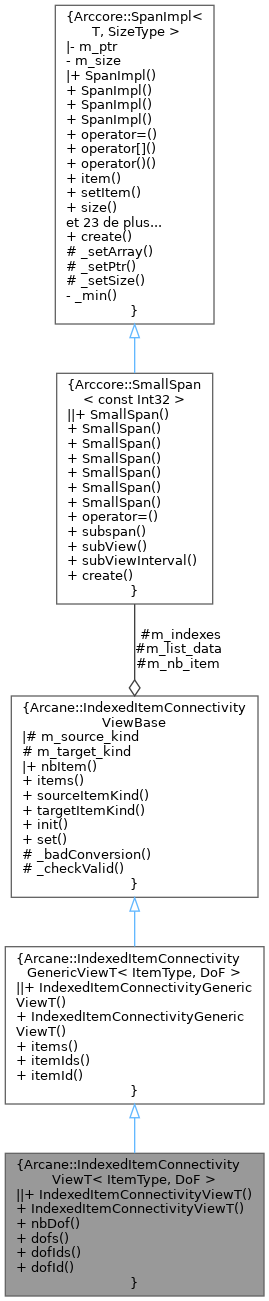 {Arccore::SpanImpl<
T, SizeType >
|- m_ptr
- m_size
|+ SpanImpl()
+ SpanImpl()
+ SpanImpl()
+ SpanImpl()
+ operator=()
+ operator[]()
+ operator()()
+ item()
+ setItem()
+ size()
et 23 de plus...
+ create()
# _setArray()
# _setPtr()
# _setSize()
- _min()
}
{Arccore::SmallSpan
< const Int32 >
||+ SmallSpan()
+ SmallSpan()
+ SmallSpan()
+ SmallSpan()
+ SmallSpan()
+ SmallSpan()
+ SmallSpan()
+ operator=()
+ subspan()
+ subView()
+ subViewInterval()
+ create()
}
#m_indexes
#m_list_data
#m_nb_item
{Arcane::IndexedItemConnectivity
ViewBase
|# m_source_kind
# m_target_kind
|+ nbItem()
+ items()
+ sourceItemKind()
+ targetItemKind()
+ init()
+ set()
# _badConversion()
# _checkValid()
}
{Arcane::IndexedItemConnectivity
GenericViewT< ItemType, DoF >
||+ IndexedItemConnectivityGeneric
ViewT()
+ IndexedItemConnectivityGeneric
ViewT()
+ items()
+ itemIds()
+ itemId()
}
{Arcane::IndexedItemConnectivity
ViewT< ItemType, DoF >
||+ IndexedItemConnectivityViewT()
+ IndexedItemConnectivityViewT()
+ nbDof()
+ dofs()
+ dofIds()
+ dofId()
}